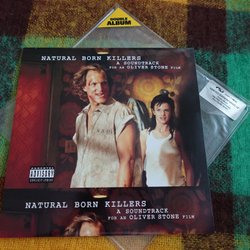 DOUBLE
ALBUM
NATURAL BORN KILLERS
A SOUNDTRACK
FOR AN OLIVER STONE FILM
PARENTAL
ADVISORY
EXPLICIT LYRICS
NATURAL BORN KILLERS
A SOUNDTRACK
FOR AN OLIVER STONE FILM